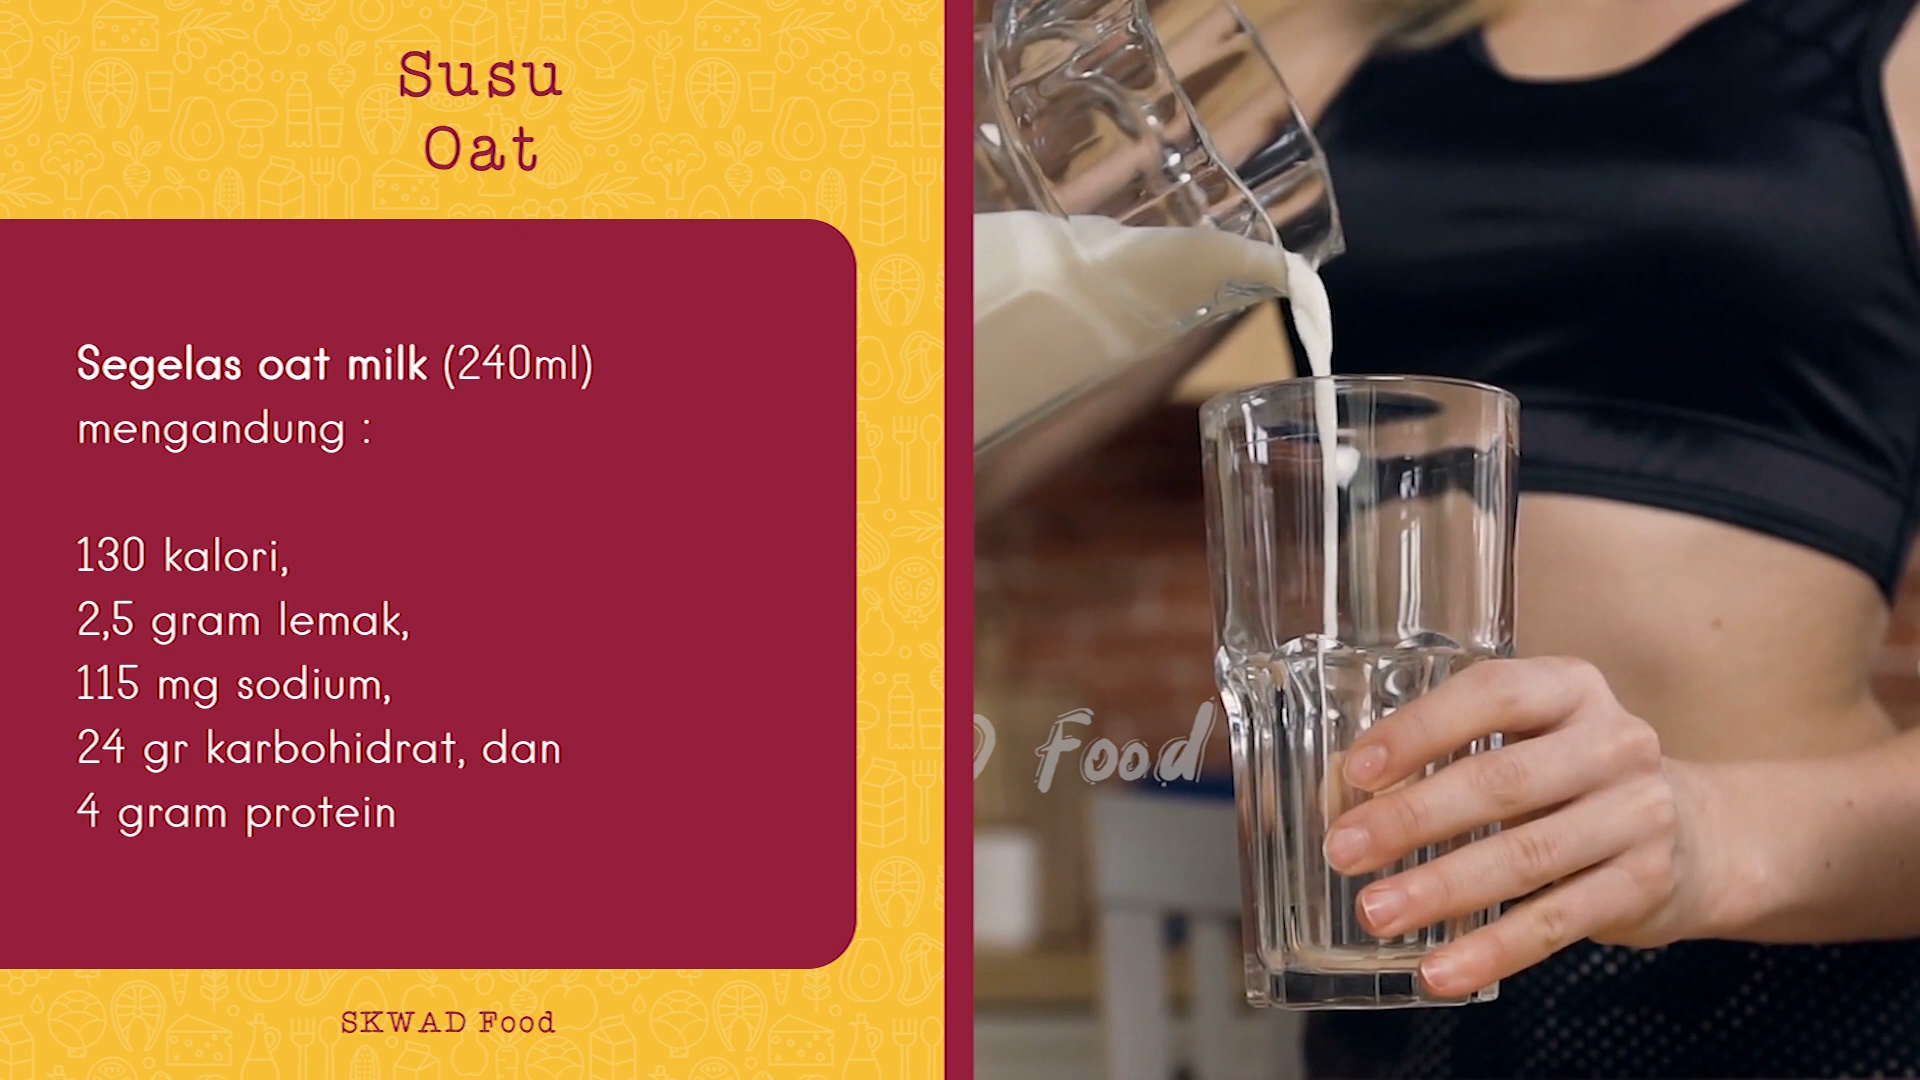 Susu
Oat
Segelas oat milk (240ml)
mengandung :
130 kalori,
2,5 gram lemak,
115 mg sodium,
24 gr karbohidrat, dan
4 gram protein
SKWAD Food
Food